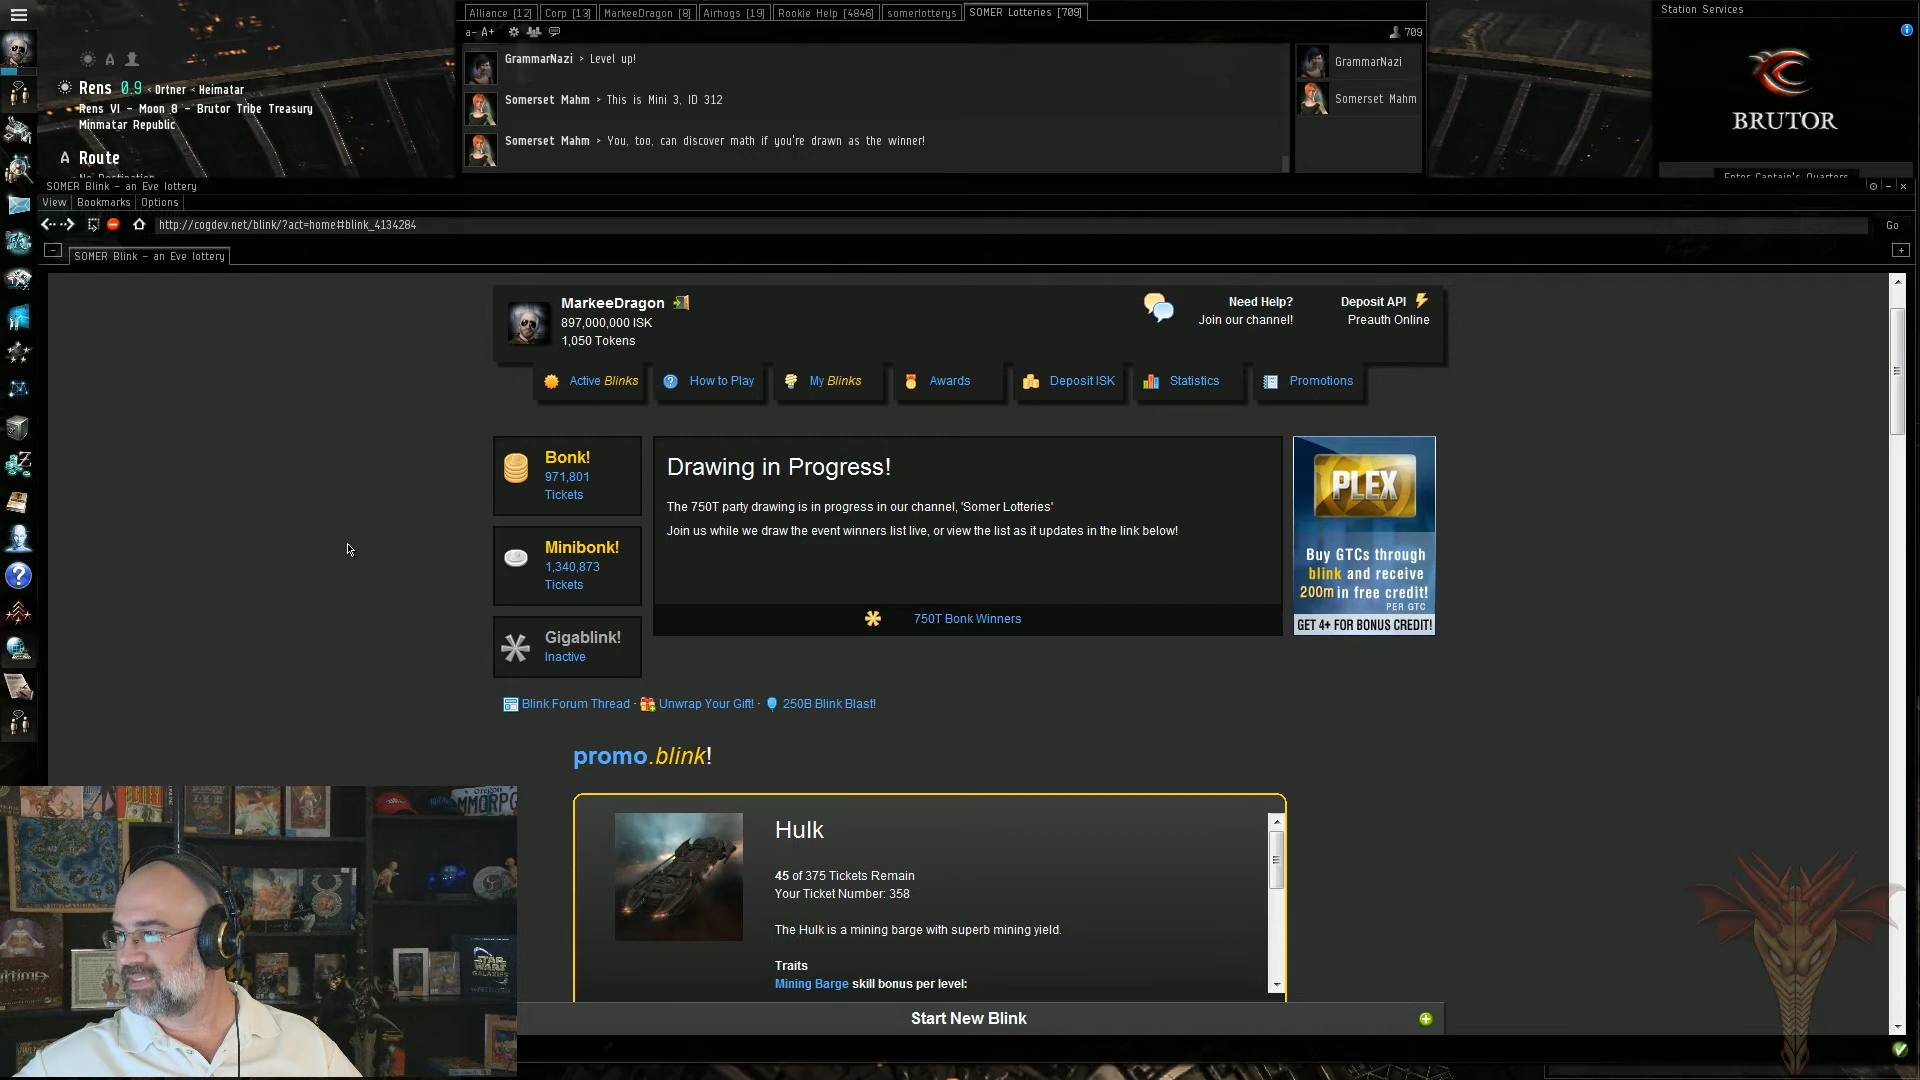 Alliance [12]
Corp [13]
MarkeeDragon [8]
Airhogs [19]
Rookie Help [4846]
somerlotterys
SOMER Lotteries [709]
Station Services
a- A+
709
GrammarNazi > Level up!
Somerset Mahm > This is Mini 3, ID 312
Somerset Mahm > You, too, can discover math if you're drawn as the winner!
GrammarNazi
Somerset Mahm
BRUTOR
A
Rens 0.9 < Ortner < Heimatar
Rens VI - Moon 8 - Brutor Tribe Treasury
Minmatar Republic
A Route
No Destination
Enter Captain's Quarters
SOMER Blink - an Eve lottery
View
Bookmarks
Options
http://cogdev.net/blink/?act=home#blink_4134284
Go
SOMER Blink - an Eve lottery
MarkeeDragon
897,000,000 ISK
1,050 Tokens
Need Help?
Join our channel!
Deposit API
Preauth Online
Active Blinks
How to Play
My Blinks
Awards
Deposit ISK
Statistics
Promotions
Bonk!
971,801
Tickets
Minibonk!
1,340,873
Tickets
Gigablink!
Inactive
Drawing in Progress!
The 750T party drawing is in progress in our channel, 'Somer Lotteries'
Join us while we draw the event winners list live, or view the list as it updates in the link below!
750T Bonk Winners
PLEX
Buy GTCs through
blink and receive
200m in free credit!
PER GTC
GET 4+ FOR BONUS CREDIT!
Blink Forum Thread · Unwrap Your Gift! · 250B Blink Blast!
promo.blink!
Hulk
45 of 375 Tickets Remain
Your Ticket Number: 358
The Hulk is a mining barge with superb mining yield.
Traits
Mining Barge skill bonus per level:
Start New Blink
Oregon
MMORPG
STAR
WARS
GALAXIES